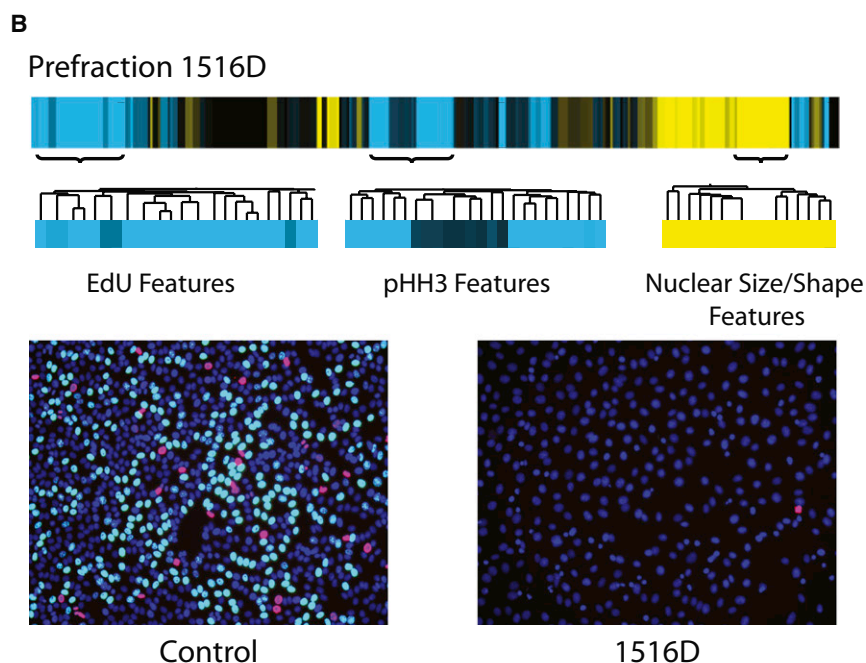 B
Prefraction 1516D
EdU Features
pHH3 Features
Nuclear Size/Shape
Features
Control
1516D